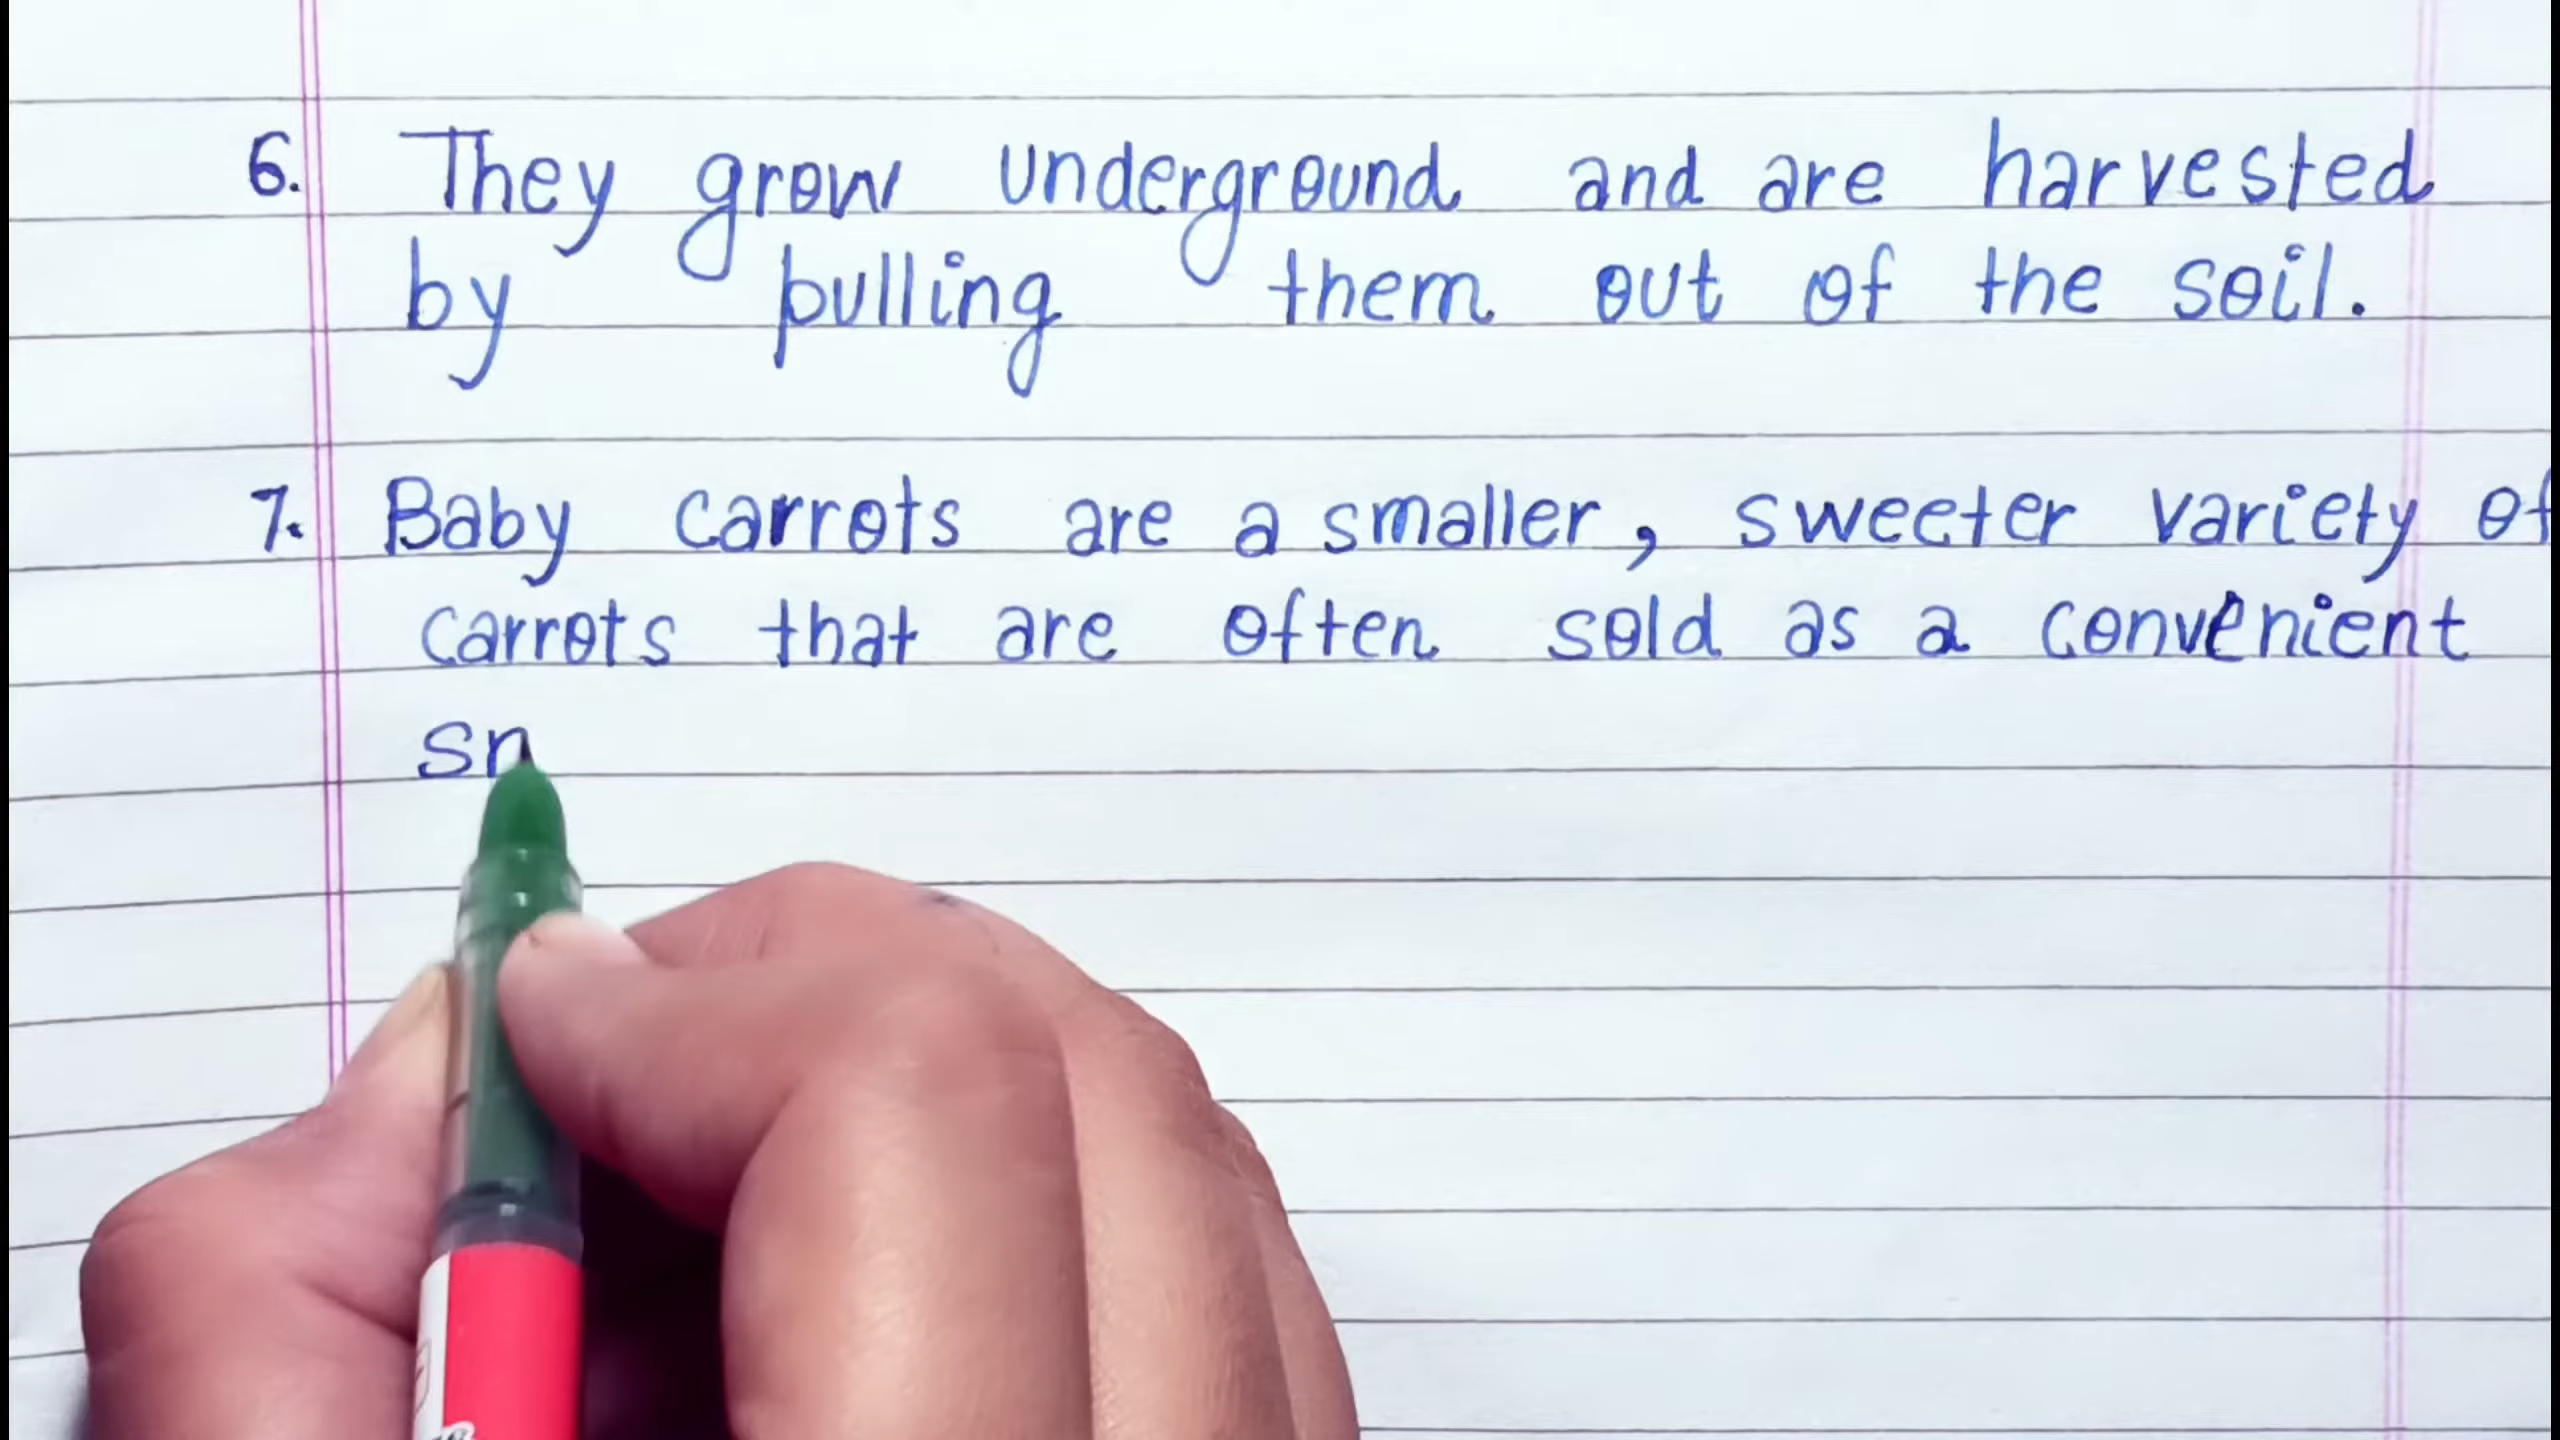 6. They grow underground and are harvested
by pulling them out of the soil.
7. Baby carrots are a smaller, sweeter variety of
carrots that are often sold as a convenient
sn